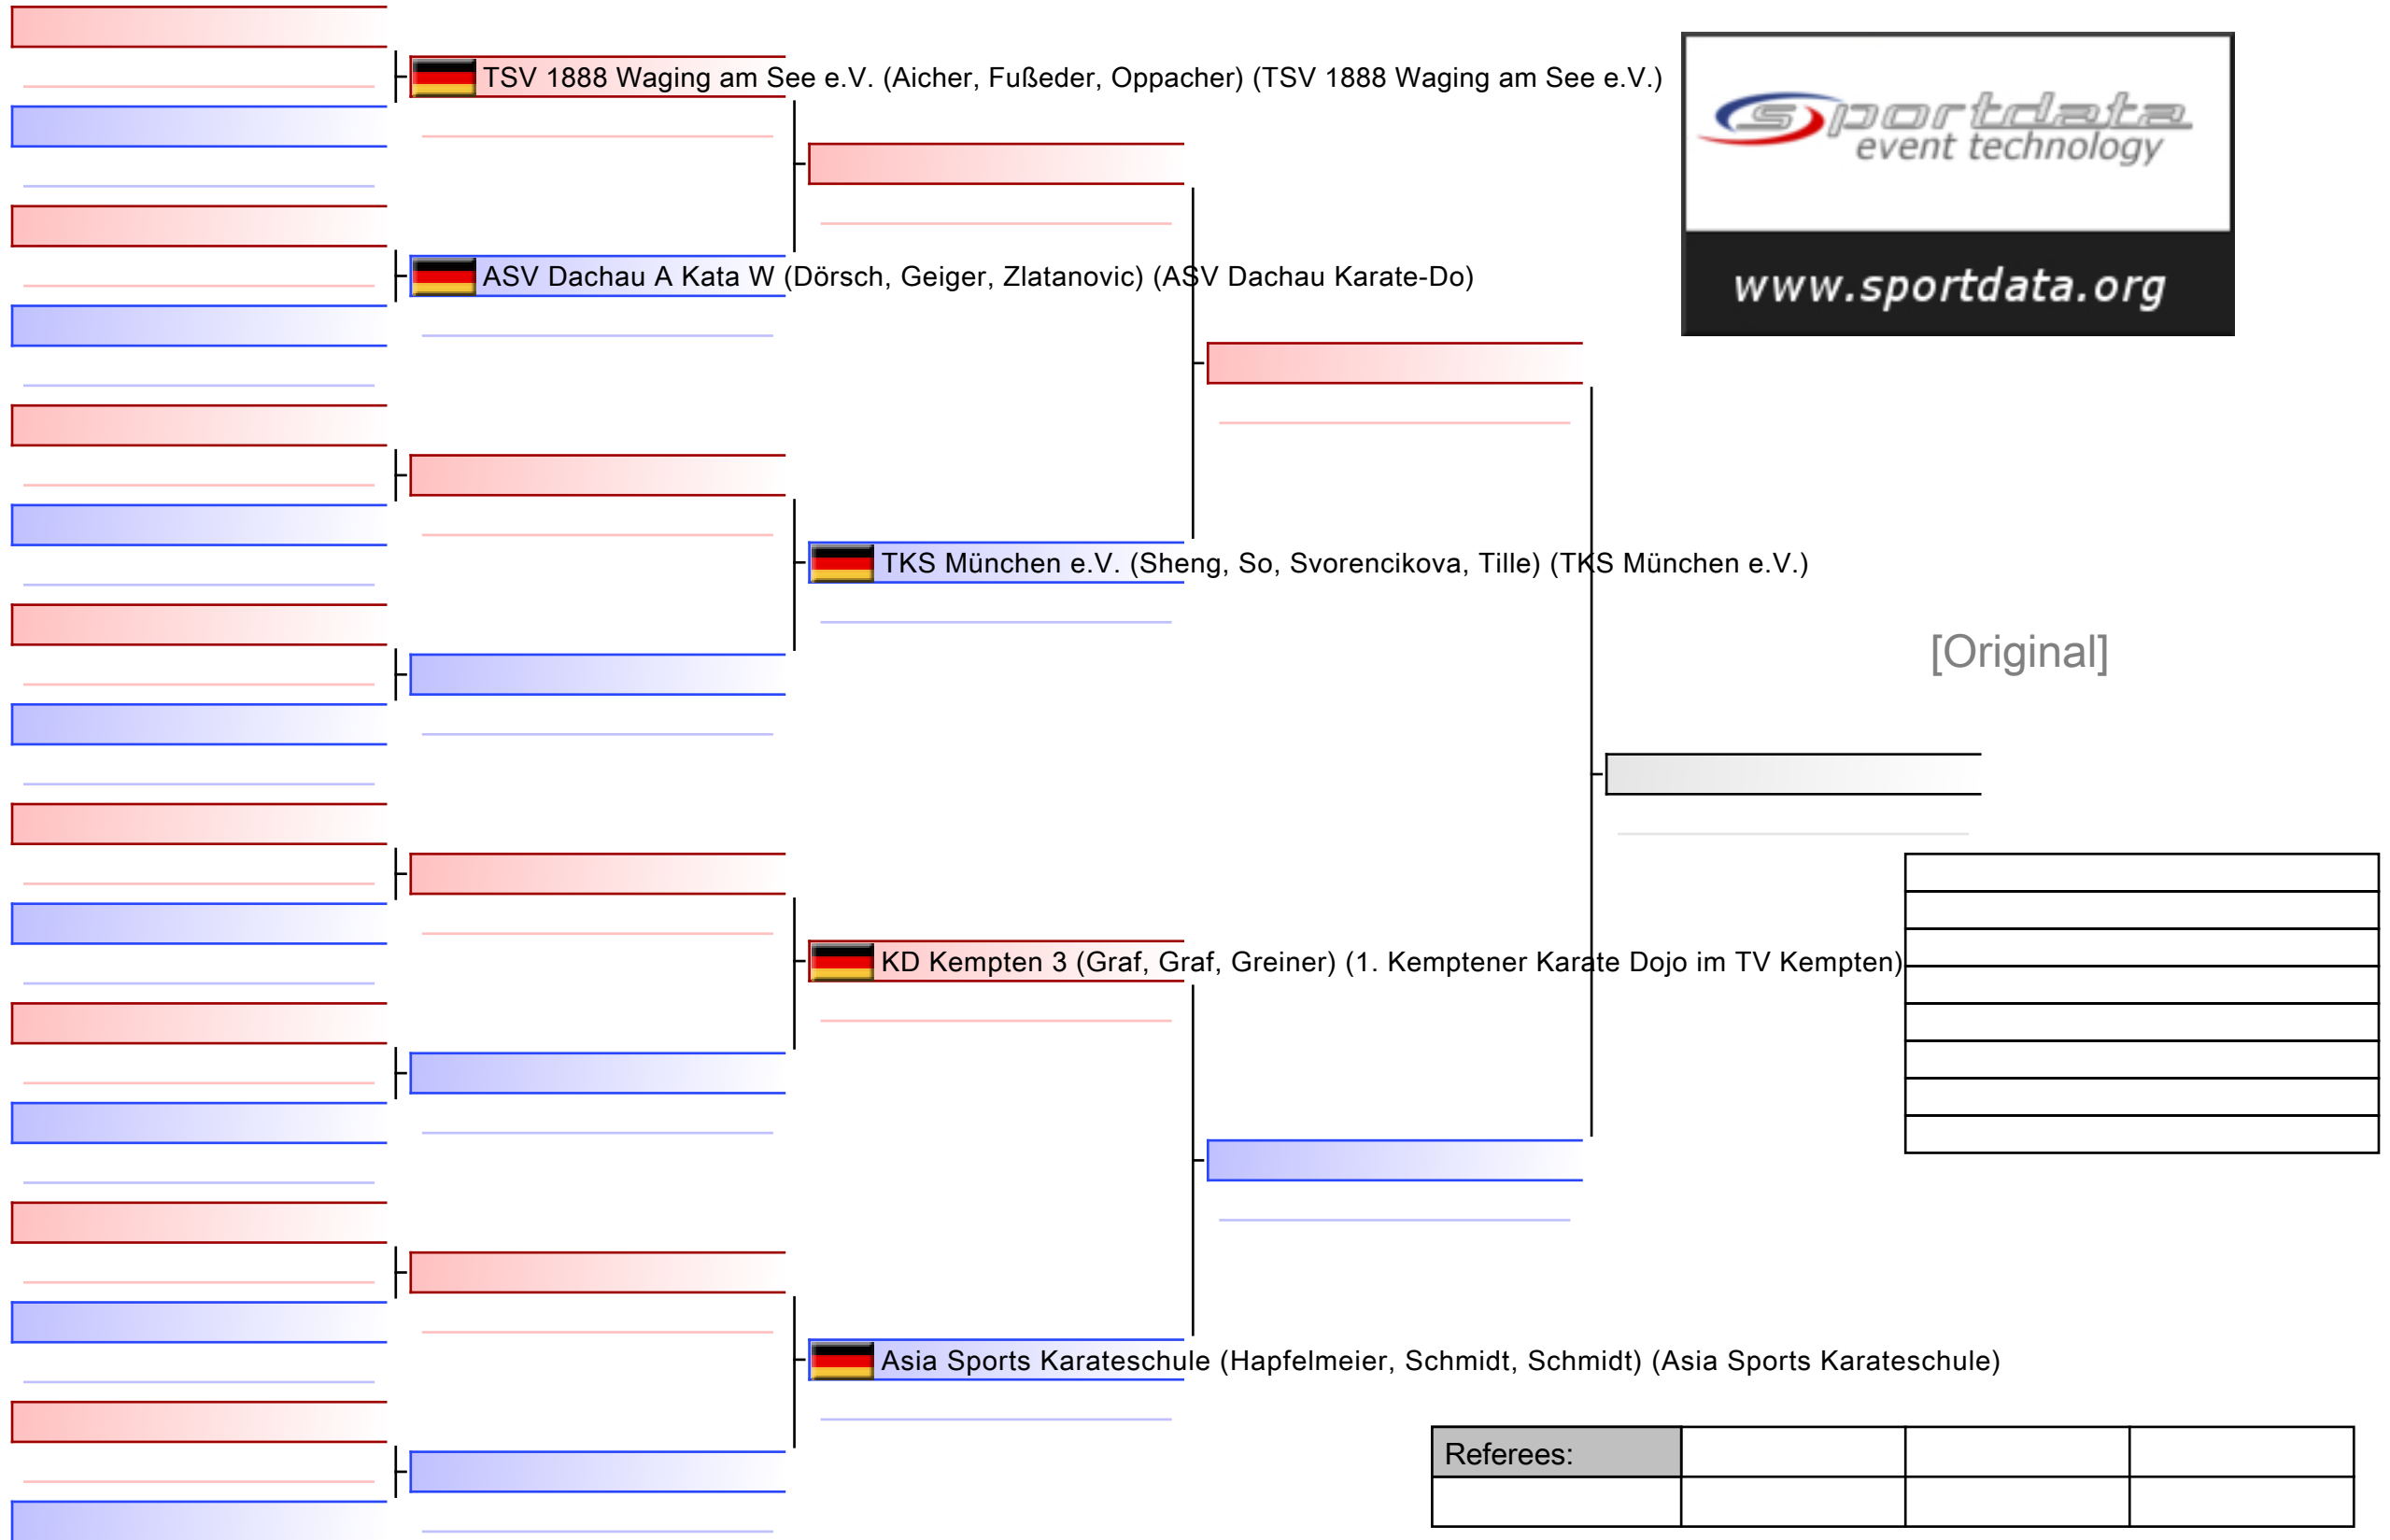 TSV 1888 Waging am See e.V. (Aicher, Fußeder, Oppacher) (TSV 1888 Waging am See e.V.)
sportdata
event technology
www.sportdata.org
ASV Dachau A Kata W (Dörsch, Geiger, Zlatanovic) (ASV Dachau Karate-Do)
TKS München e.V. (Sheng, So, Svorencikova, Tille) (TKS München e.V.)
[Original]
KD Kempten 3 (Graf, Graf, Greiner) (1. Kemptener Karate Dojo im TV Kempten)
Asia Sports Karateschule (Hapfelmeier, Schmidt, Schmidt) (Asia Sports Karateschule)
Referees: